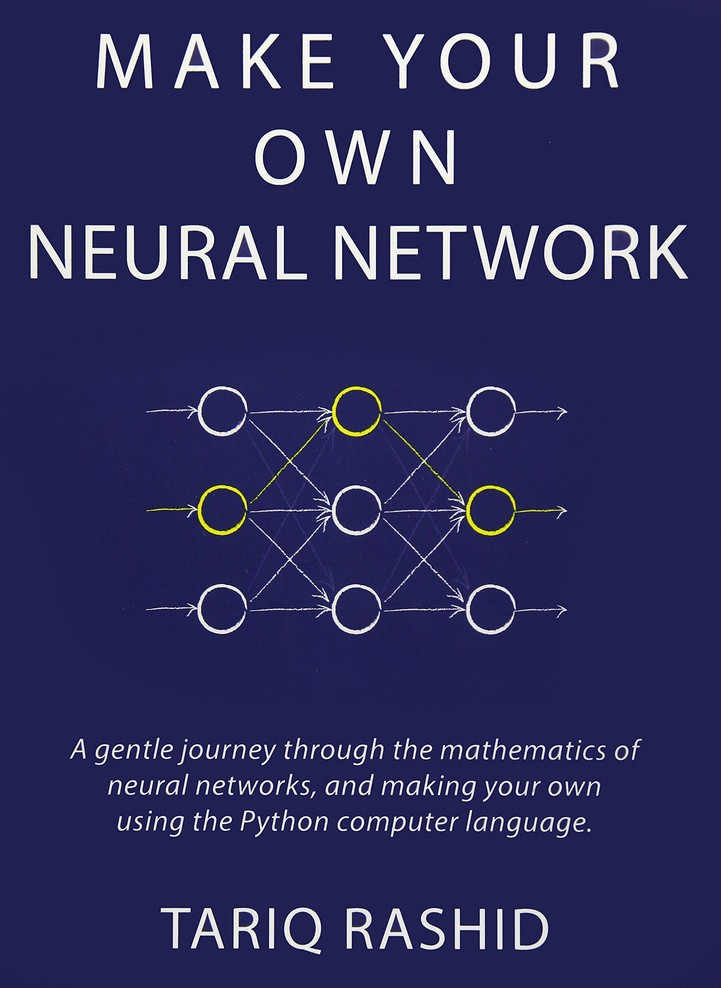 MAKE YOUR
OWN
NEURAL NETWORK
A gentle journey through the mathematics of
neural networks, and making your own
using the Python computer language.
TARIQ RASHID